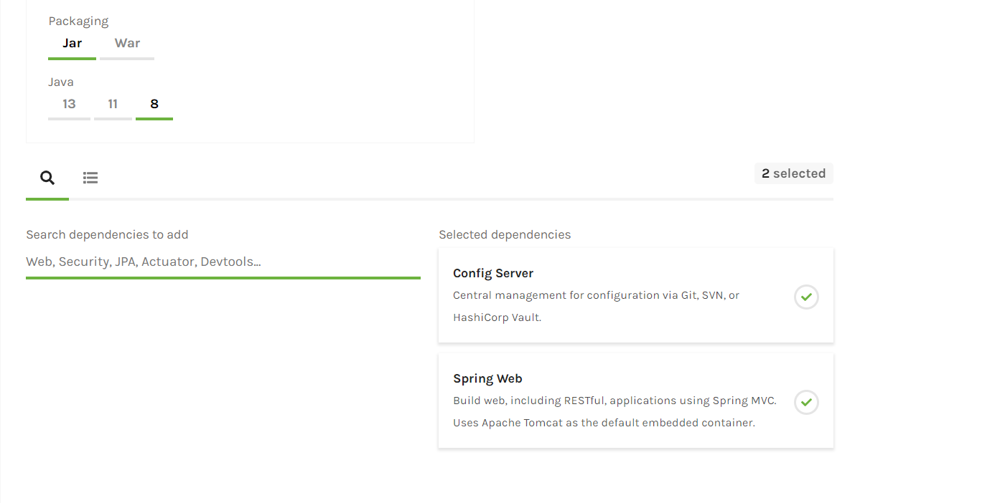 Packaging
Jar War
Java
13 11 8
2 selected
Search dependencies to add
Web, Security, JPA, Actuator, Devtools...
Selected dependencies
Config Server
Central management for configuration via Git, SVN, or
HashiCorp Vault.
Spring Web
Build web, including RESTful, applications using Spring MVC.
Uses Apache Tomcat as the default embedded container.